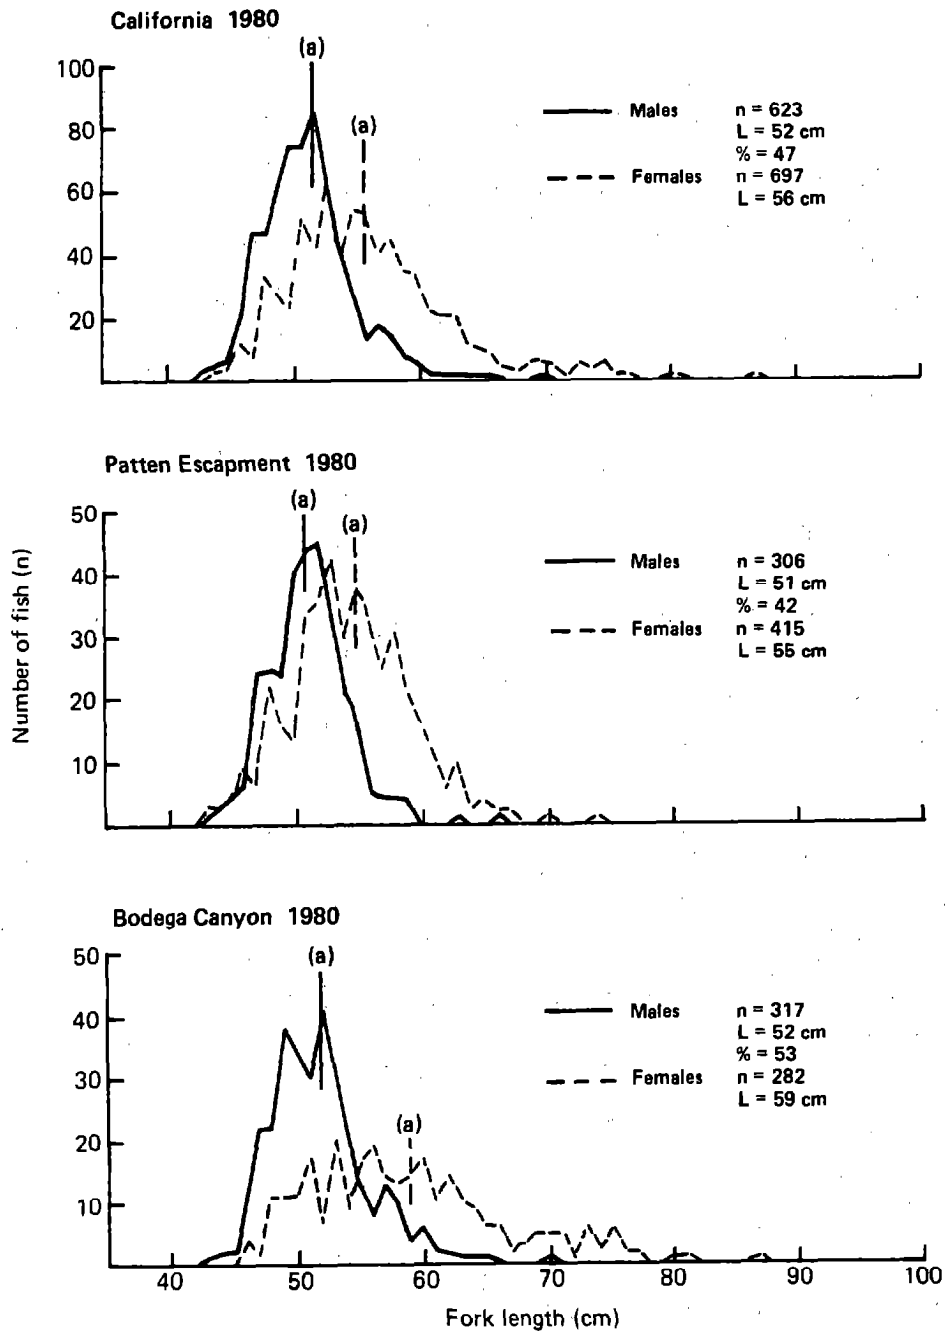 California 1980
(a)
(a)
100
80
60
40
20
Males n = 623
L = 52 cm
% = 47
Females n = 697
L = 56 cm
Patten Escapment 1980
(a)
(a)
50
40
30
20
10
Males n = 306
L = 51 cm
% = 42
Females n = 415
L = 55 cm
Number of fish (n)
Bodega Canyon 1980
(a)
(a)
50
40
30
20
10
Males n = 317
L = 52 cm
% = 53
Females n = 282
L = 59 cm
40 50 60 70 80 90 100
Fork length (cm)